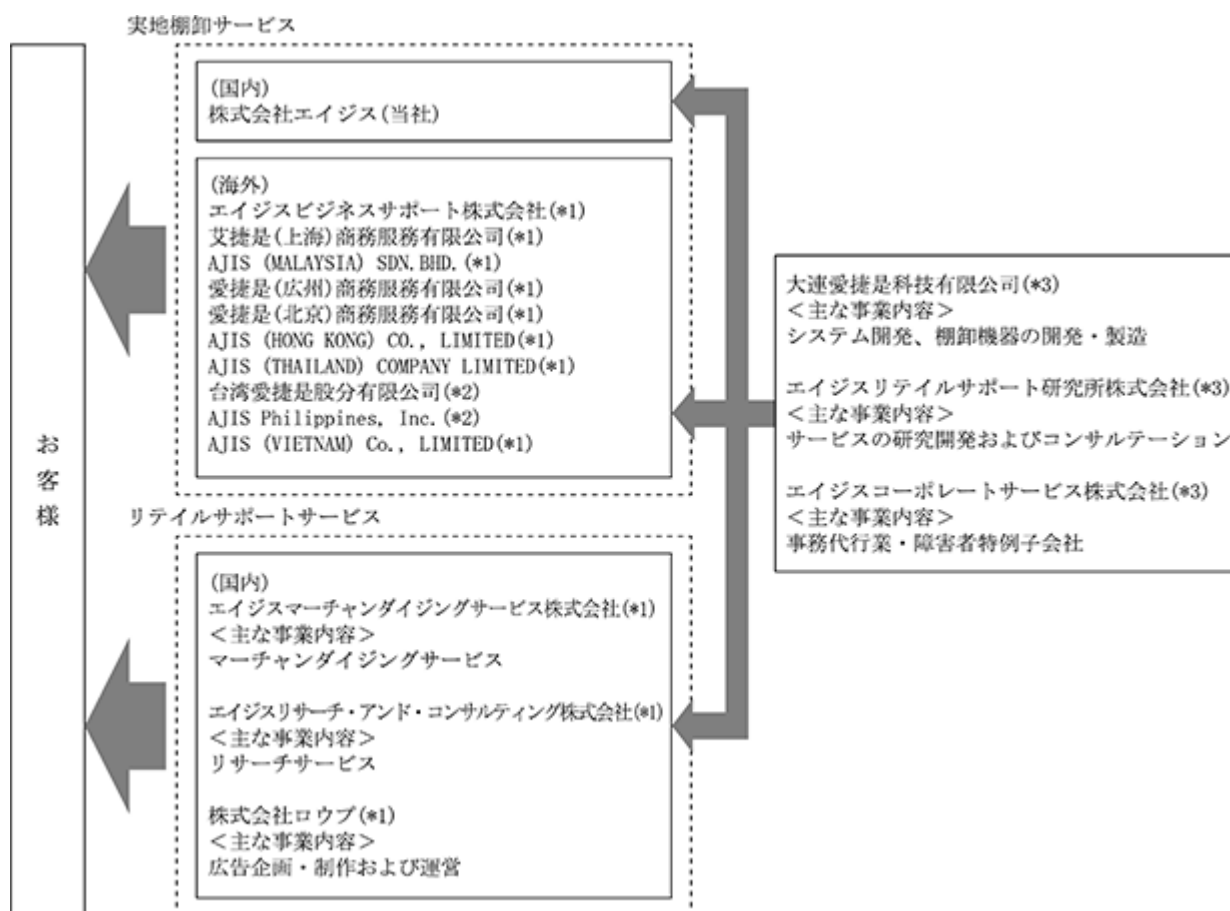 実地棚卸サービス
(国内)
株式会社エイジス(当社)
(海外)
エイジスビジネスサポート株式会社(*1)
艾捷是(上海)商務服務有限公司(*1)
AJIS (MALAYSIA) SDN.BHD.(*1)
愛捷是(広州)商務服務有限公司(*1)
愛捷是(北京)商務服務有限公司(*1)
AJIS (HONG KONG) CO., LIMITED(*1)
AJIS (THAILAND) COMPANY LIMITED(*1)
台湾愛捷是股分有限公司(*2)
AJIS Philippines, Inc.(*2)
AJIS (VIETNAM) Co., LIMITED(*1)
リテイルサポートサービス
(国内)
エイジスマーチャンダイジングサービス株式会社(*1)
＜主な事業内容＞
マーチャンダイジングサービス
エイジスリサーチ・アンド・コンサルティング株式会社(*1)
＜主な事業内容＞
リサーチサービス
株式会社ロウプ(*1)
＜主な事業内容＞
広告企画・制作および運営
大連愛捷是科技有限公司(*3)
＜主な事業内容＞
システム開発、棚卸機器の開発・製造
エイジスリテイルサポート研究所株式会社(*3)
＜主な事業内容＞
サービスの研究開発およびコンサルテーション
エイジスコーポレートサービス株式会社(*3)
＜主な事業内容＞
事務代行業・障害者特例子会社
お客様